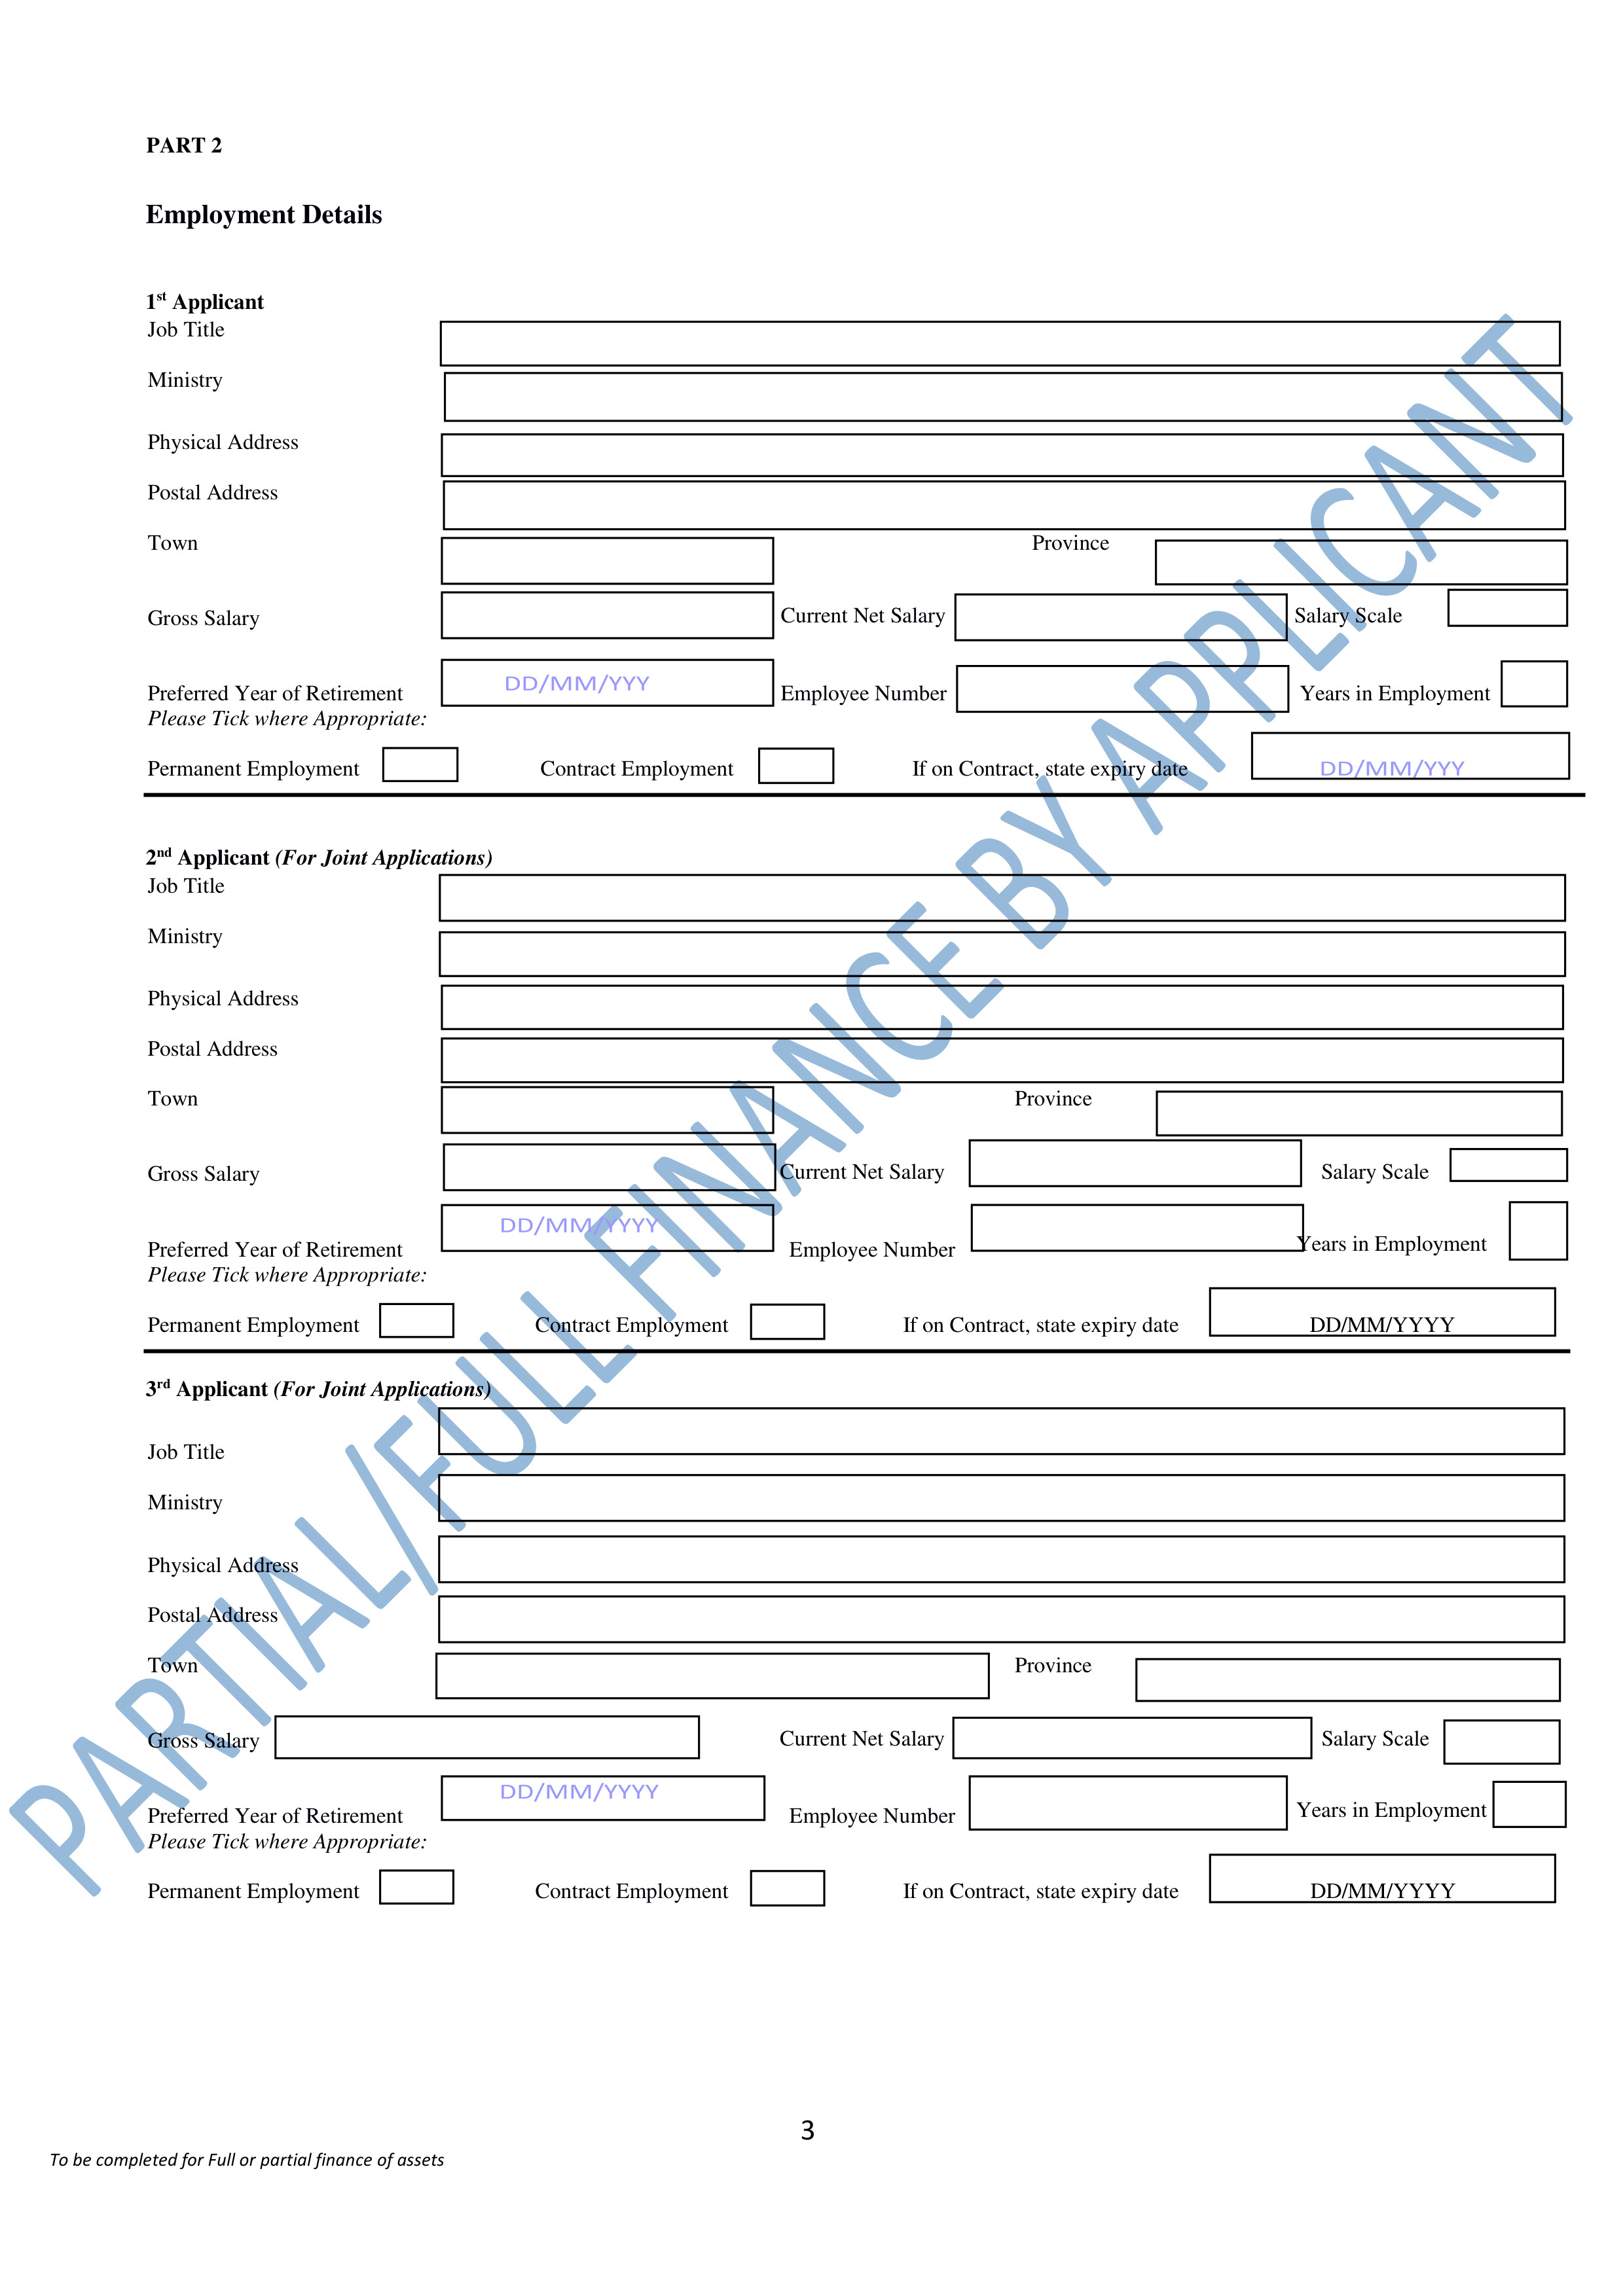 PART 2
Employment Details
1st Applicant
Job Title
Ministry
Physical Address
Postal Address
Town Province
Gross Salary Current Net Salary Salary Scale
DD/MM/YYY
Preferred Year of Retirement Employee Number Years in Employment
Please Tick where Appropriate:
Permanent Employment Contract Employment If on Contract, state expiry date DD/MM/YYY
2nd Applicant (For Joint Applications)
Job Title
Ministry
Physical Address
Postal Address
Town Province
Gross Salary Current Net Salary Salary Scale
DD/MM/YYYY
Preferred Year of Retirement Employee Number Years in Employment
Please Tick where Appropriate:
Permanent Employment Contract Employment If on Contract, state expiry date DD/MM/YYYY
3rd Applicant (For Joint Applications)
Job Title
Ministry
Physical Address
Postal Address
Town Province
Gross Salary Current Net Salary Salary Scale
DD/MM/YYYY
Preferred Year of Retirement Employee Number Years in Employment
Please Tick where Appropriate:
Permanent Employment Contract Employment If on Contract, state expiry date DD/MM/YYYY
PARTIAL/FULL FINANCE BY APPLICANT
3
To be completed for Full or partial finance of assets